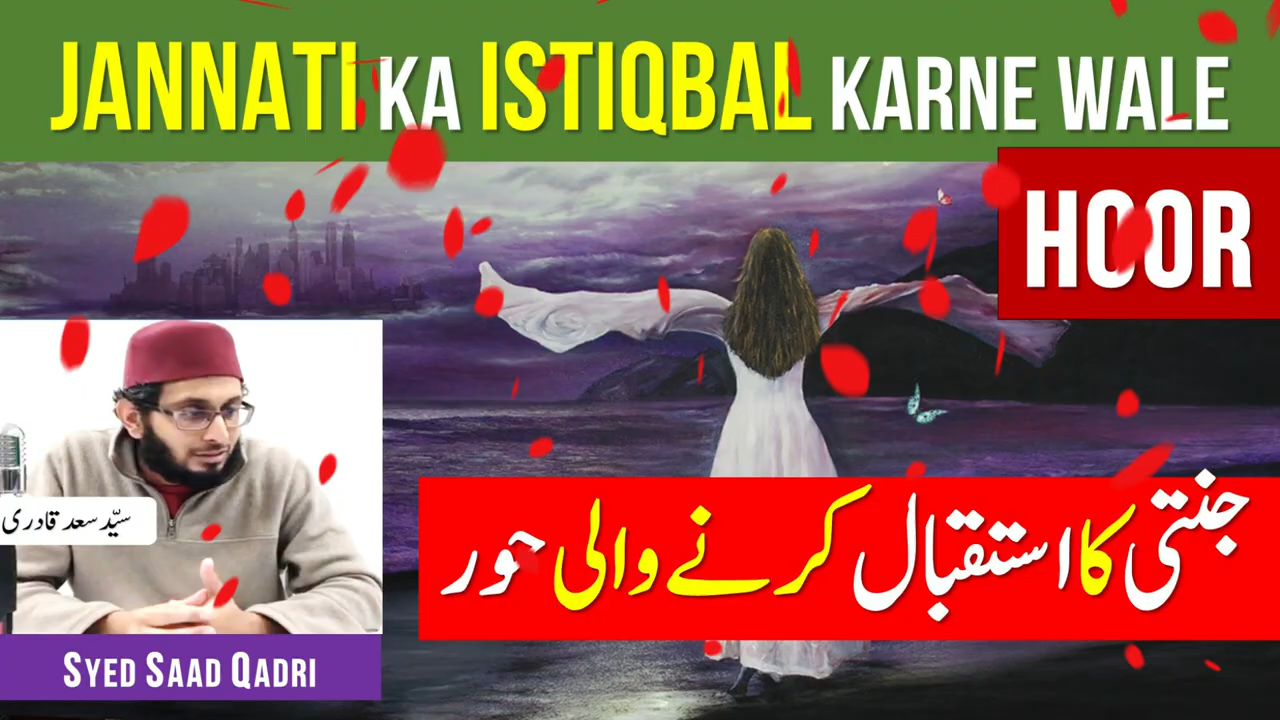 JANNATI KA ISTIQBAL KARNE WALE
HOOR
سیّد سعد قادری
جنتی کا استقبال کرنے والی حور
SYED SAAD QADRI